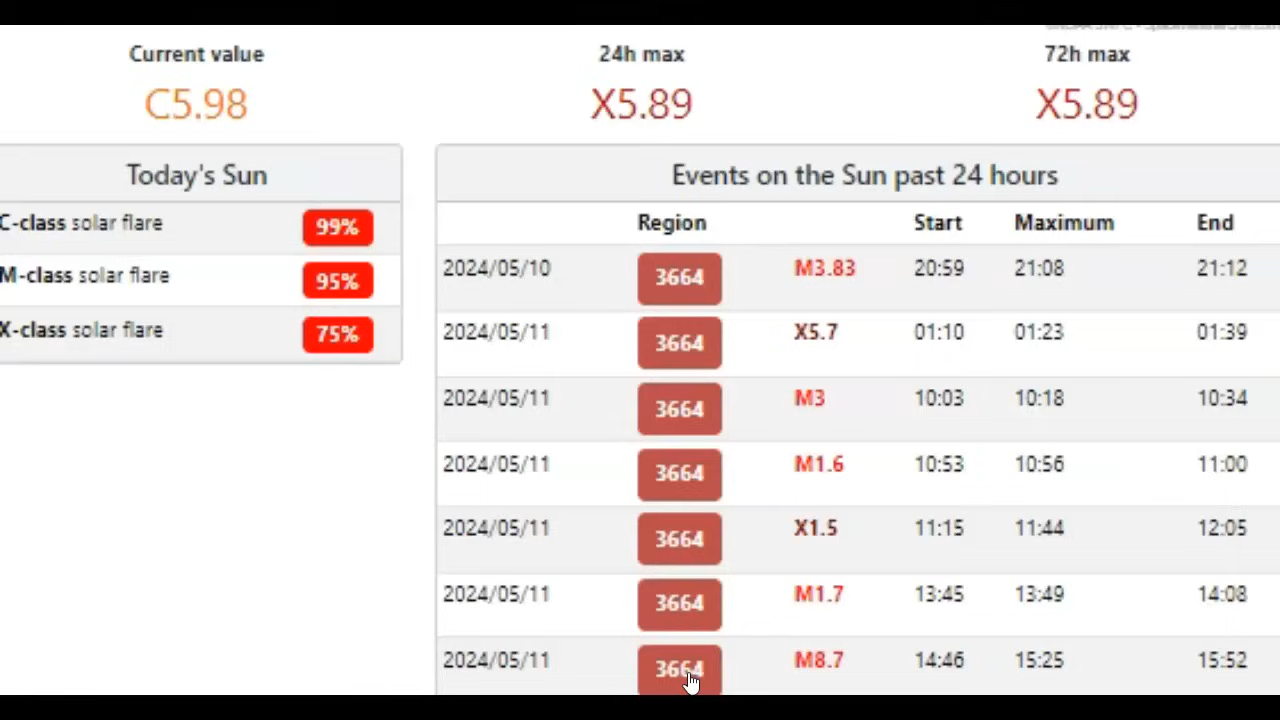 Current value 24h max 72h max
C5.98 X5.89 X5.89
Today's Sun
C-class solar flare 99%
M-class solar flare 95%
X-class solar flare 75%
Events on the Sun past 24 hours
Region Start Maximum End
2024/05/10 3664 M3.83 20:59 21:08 21:12
2024/05/11 3664 X5.7 01:10 01:23 01:39
2024/05/11 3664 M3 10:03 10:18 10:34
2024/05/11 3664 M1.6 10:53 10:56 11:00
2024/05/11 3664 X1.5 11:15 11:44 12:05
2024/05/11 3664 M1.7 13:45 13:49 14:08
2024/05/11 3664 M8.7 14:46 15:25 15:52